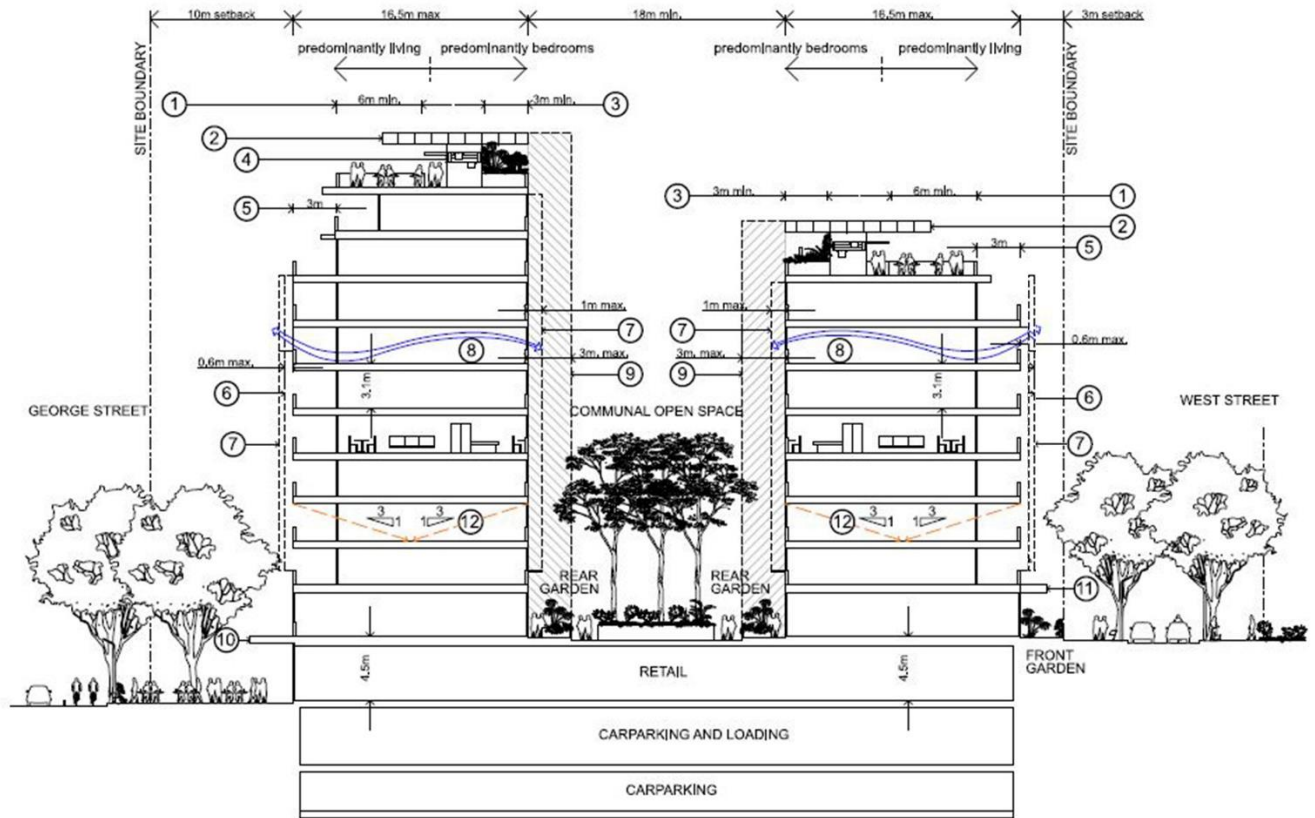 10m setback
16.5m max
18m min.
16.5m max.
3m setback
predominantly living
predominantly bedrooms
predominantly bedrooms
predominantly living
SITE BOUNDARY
SITE BOUNDARY
1
6m min.
3m min.
3
2
4
3
3m min.
6m min.
1
5
3m
2
3m
5
1m max.
1m max.
7
7
8
8
0.6m max.
3m. max.
3m. max.
0.6m max.
9
9
3.1m
6
6
GEORGE STREET
COMMUNAL OPEN SPACE
WEST STREET
7
7
3
1
3
1
12
3
1
3
1
12
REAR
GARDEN
REAR
GARDEN
11
10
4.5m
RETAIL
4.5m
FRONT
GARDEN
CARPARKING AND LOADING
CARPARKING